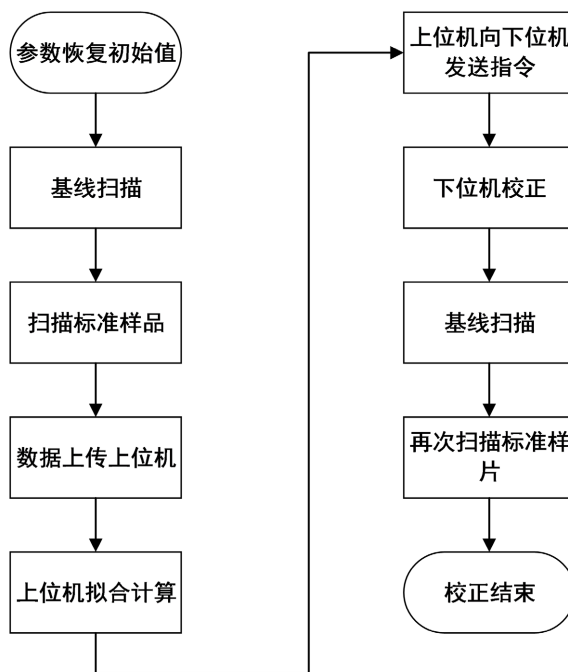 参数恢复初始值
基线扫描
扫描标准样品
数据上传上位机
上位机拟合计算
上位机向下位机
发送指令
下位机校正
基线扫描
再次扫描标准样
片
校正结束